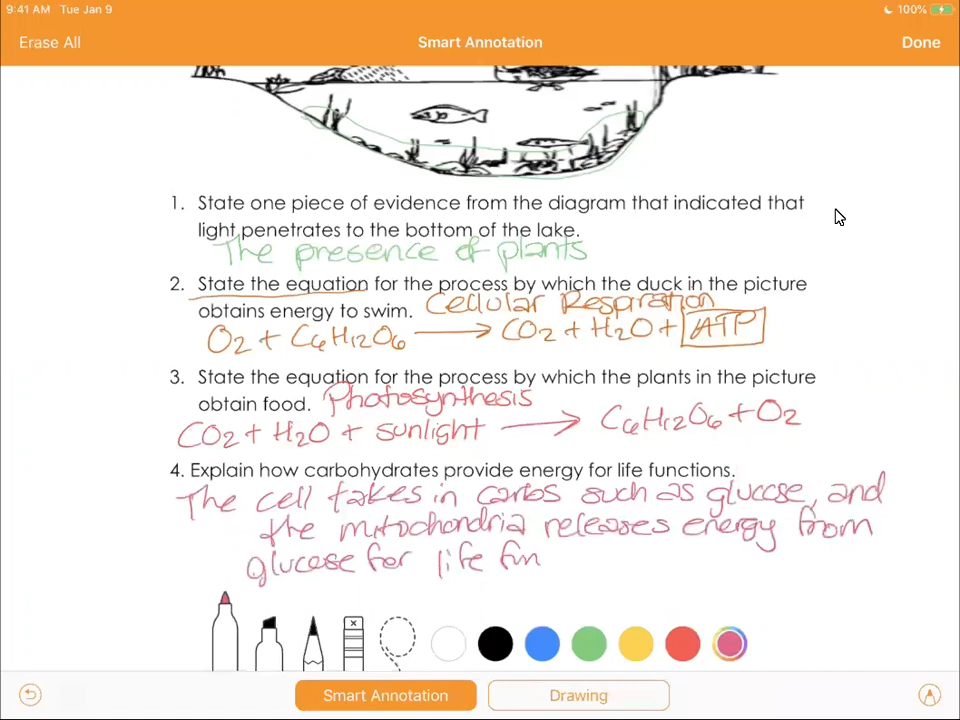 9:41 AM Tue Jan 9
100%
Erase All
Smart Annotation
Done
1. State one piece of evidence from the diagram that indicated that
light penetrates to the bottom of the lake.
The presence of plants
2. State the equation for the process by which the duck in the picture
obtains energy to swim. Cellular Respiration
O2 + C6H12O6 → CO2 + H2O + ATP
3. State the equation for the process by which the plants in the picture
obtain food. Photosynthesis
CO2 + H2O + sunlight → C6H12O6 + O2
4. Explain how carbohydrates provide energy for life functions.
The cell takes in carbs such as glucose, and
the mitochondria releases energy from
glucose for life fun
Smart Annotation
Drawing